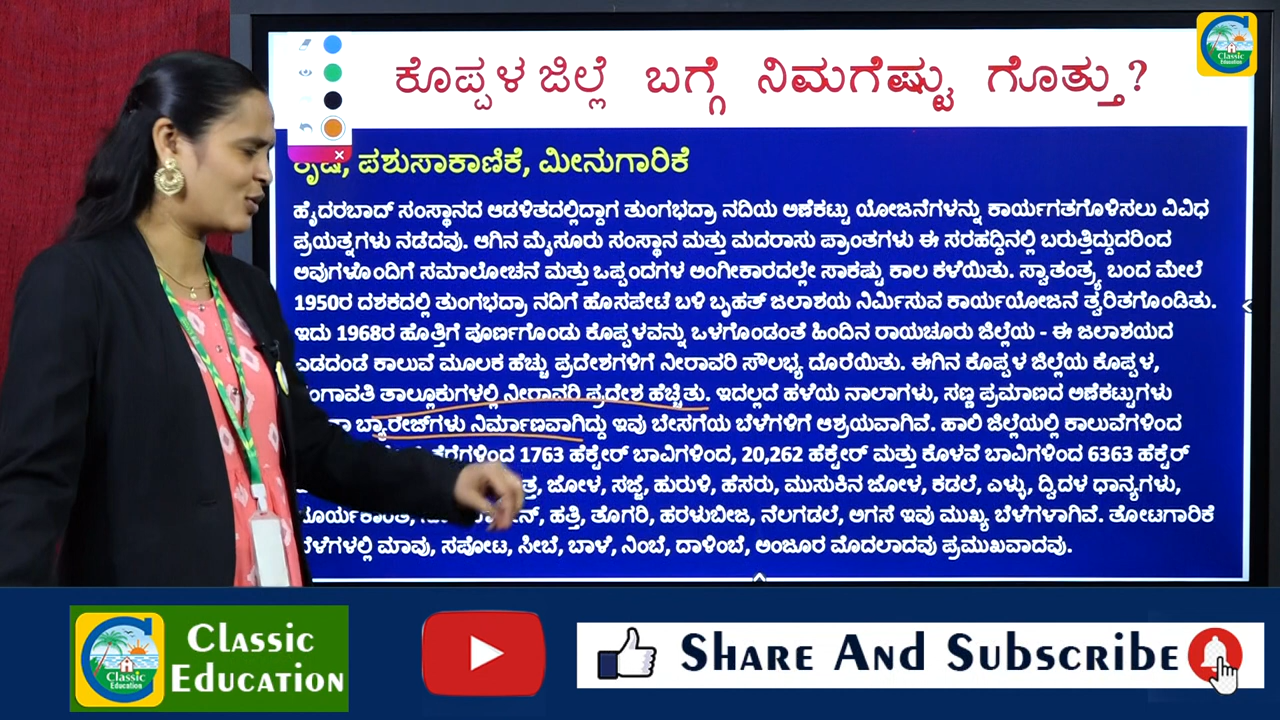 ಕೊಪ್ಪಳ ಜಿಲ್ಲೆ ಬಗ್ಗೆ ನಿಮಗೆಷ್ಟು ಗೊತ್ತು ?
Classic
Education
ಪಶುಸಾಕಾಣಿಕೆ, ಮೀನುಗಾರಿಕೆ
ಹೈದರಬಾದ್ ಸಂಸ್ಥಾನದ ಆಡಳಿತದಲ್ಲಿದ್ದಾಗ ತುಂಗಭದ್ರಾ ನದಿಯ ಅಣೆಕಟ್ಟು ಯೋಜನೆಗಳನ್ನು ಕಾರ್ಯಗತಗೊಳಿಸಲು ವಿವಿಧ
ಪ್ರಯತ್ನಗಳು ನಡೆದವು. ಆಗಿನ ಮೈಸೂರು ಸಂಸ್ಥಾನ ಮತ್ತು ಮದರಾಸು ಪ್ರಾಂತಗಳು ಈ ಸರಹದ್ದಿನಲ್ಲಿ ಬರುತ್ತಿದ್ದುದರಿಂದ
ಅವುಗಳೊಂದಿಗೆ ಸಮಾಲೋಚನೆ ಮತ್ತು ಒಪ್ಪಂದಗಳ ಅಂಗೀಕಾರದಲ್ಲೇ ಸಾಕಷ್ಟು ಕಾಲ ಕಳೆಯಿತು. ಸ್ವಾತಂತ್ರ್ಯ ಬಂದ ಮೇಲೆ
1950ರ ದಶಕದಲ್ಲಿ ತುಂಗಭದ್ರಾ ನದಿಗೆ ಹೊಸಪೇಟೆ ಬಳಿ ಬೃಹತ್ ಜಲಾಶಯ ನಿರ್ಮಿಸುವ ಕಾರ್ಯಯೋಜನೆ ತ್ವರಿತಗೊಂಡಿತು.
ಇದು 1968ರ ಹೊತ್ತಿಗೆ ಪೂರ್ಣಗೊಂಡು ಕೊಪ್ಪಳವನ್ನು ಒಳಗೊಂಡಂತೆ ಹಿಂದಿನ ರಾಯಚೂರು ಜಿಲ್ಲೆಯ - ಈ ಜಲಾಶಯದ
ಎಡದಂಡೆ ಕಾಲುವೆ ಮೂಲಕ ಹೆಚ್ಚು ಪ್ರದೇಶಗಳಿಗೆ ನೀರಾವರಿ ಸೌಲಭ್ಯ ದೊರೆಯಿತು. ಈಗಿನ ಕೊಪ್ಪಳ ಜಿಲ್ಲೆಯ ಕೊಪ್ಪಳ,
ತಾಲ್ಲೂಕುಗಳಲ್ಲಿ ನೀರಾವರಿ ಪ್ರದೇಶ ಹೆಚ್ಚಿತು. ಇದಲ್ಲದೆ ಹಳೆಯ ನಾಲಾಗಳು, ಸಣ್ಣ ಪ್ರಮಾಣದ ಅಣೆಕಟ್ಟುಗಳು
ಬ್ಯಾರೇಜ್‌ಗಳು ನಿರ್ಮಾಣವಾಗಿದ್ದು ಇವು ಬೇಸಗೆಯ ಬೆಳೆಗಳಿಗೆ ಆಶ್ರಯವಾಗಿವೆ. ಹಾಲಿ ಜಿಲ್ಲೆಯಲ್ಲಿ ಕಾಲುವೆಗಳಿಂದ
1763 ಹೆಕ್ಟೇರ್ ಬಾವಿಗಳಿಂದ, 20,262 ಹೆಕ್ಟೇರ್ ಮತ್ತು ಕೊಳವೆ ಬಾವಿಗಳಿಂದ 6363 ಹೆಕ್ಟೆರ್
ಜೋಳ, ಸಜ್ಜೆ, ಹುರುಳಿ, ಹೆಸರು, ಮುಸುಕಿನ ಜೋಳ, ಕಡಲೆ, ಎಳ್ಳು, ದ್ವಿದಳ ಧಾನ್ಯಗಳು,
ಹತ್ತಿ, ತೊಗರಿ, ಹರಳುಬೀಜ, ನೆಲಗಡಲೆ, ಅಗಸೆ ಇವು ಮುಖ್ಯ ಬೆಳೆಗಳಾಗಿವೆ. ತೋಟಗಾರಿಕೆ
ಮಾವು, ಸಪೋಟ, ಸೀಬೆ, ಬಾಳೆ, ನಿಂಬೆ, ದಾಳಿಂಬೆ, ಅಂಜೂರ ಮೊದಲಾದವು ಪ್ರಮುಖವಾದವು.
Classic
Education
Classic
Education
Share And Subscribe